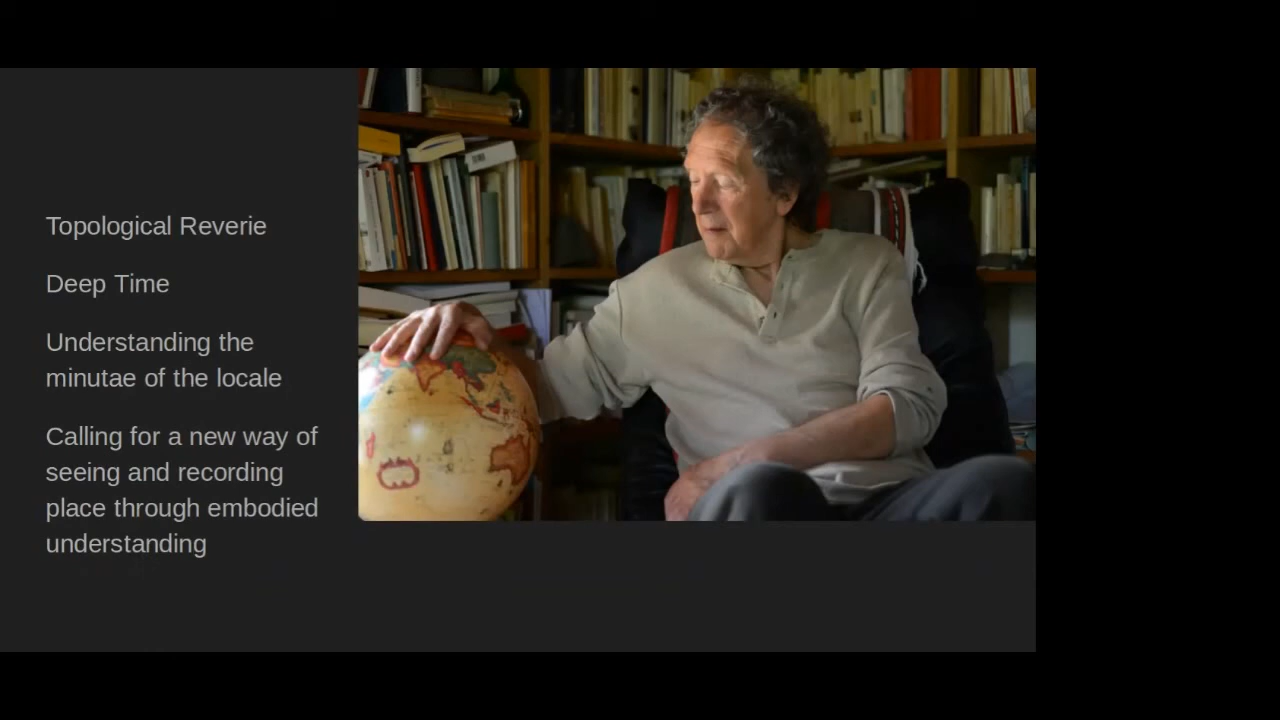 Topological Reverie
Deep Time
Understanding the
minutae of the locale
Calling for a new way of
seeing and recording
place through embodied
understanding